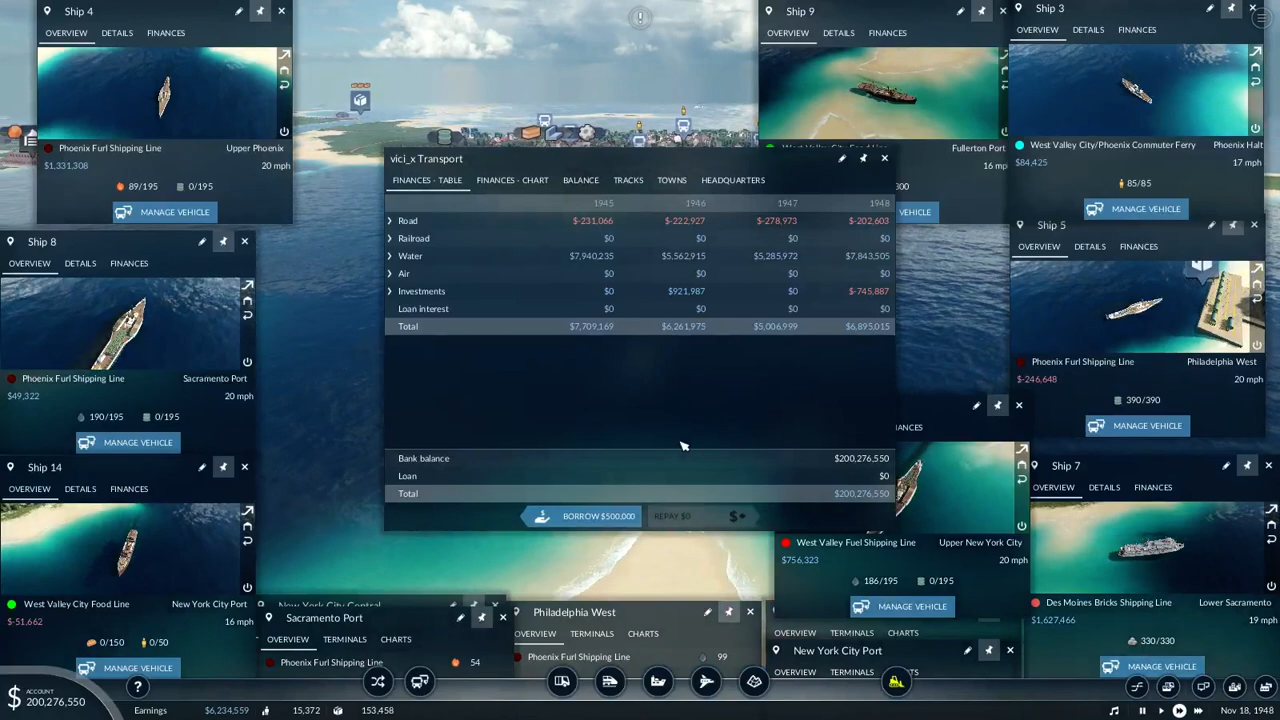 Ship 4
OVERVIEW DETAILS FINANCES
Phoenix Furl Shipping Line Upper Phoenix
$1,331,308 20 mph
89/195 0/195
MANAGE VEHICLE
Ship 9
OVERVIEW DETAILS FINANCES
Fullerton Port
16 mp
Ship 3
OVERVIEW DETAILS FINANCES
West Valley City/Phoenix Commuter Ferry Phoenix Halt
$84,425 17 mph
85/85
MANAGE VEHICLE
vici_x Transport
FINANCES - TABLE FINANCES - CHART BALANCE TRACKS TOWNS HEADQUARTERS
1945 1946 1947 1948
Road $-231,066 $-222,927 $-278,973 $-202,603
Railroad $0 $0 $0 $0
Water $7,940,235 $5,562,915 $5,285,972 $7,843,505
Air $0 $0 $0 $0
Investments $0 $921,987 $0 $-745,887
Loan interest $0 $0 $0 $0
Total $7,709,169 $6,261,975 $5,006,999 $6,895,015
Bank balance $200,276,550
Loan $0
Total $200,276,550
BORROW $500,000 REPAY $0 $+
Ship 8
OVERVIEW DETAILS FINANCES
Phoenix Furl Shipping Line Sacramento Port
$49,322 20 mph
190/195 0/195
MANAGE VEHICLE
Ship 5
OVERVIEW DETAILS FINANCES
Phoenix Furl Shipping Line Philadelphia West
$-246,648 20 mph
390/390
MANAGE VEHICLE
Ship 14
OVERVIEW DETAILS FINANCES
West Valley City Food Line New York City Port
$-51,662 16 mph
0/150 0/50
MANAGE VEHICLE
West Valley Fuel Shipping Line Upper New York City
$756,323 20 mph
186/195 0/195
MANAGE VEHICLE
Ship 7
OVERVIEW DETAILS FINANCES
Des Moines Bricks Shipping Line Lower Sacramento
$1,627,466 19 mph
330/330
MANAGE VEHICLE
New York City Central
Sacramento Port
OVERVIEW TERMINALS CHARTS
Phoenix Furl Shipping Line 54
Philadelphia West
OVERVIEW TERMINALS CHARTS
Phoenix Furl Shipping Line 99
OVERVIEW TERMINALS CHARTS
New York City Port
OVERVIEW TERMINALS CHARTS
$ ACCOUNT
200,276,550
?
Earnings $6,234,559 15,372 153,458
Nov 18, 1948